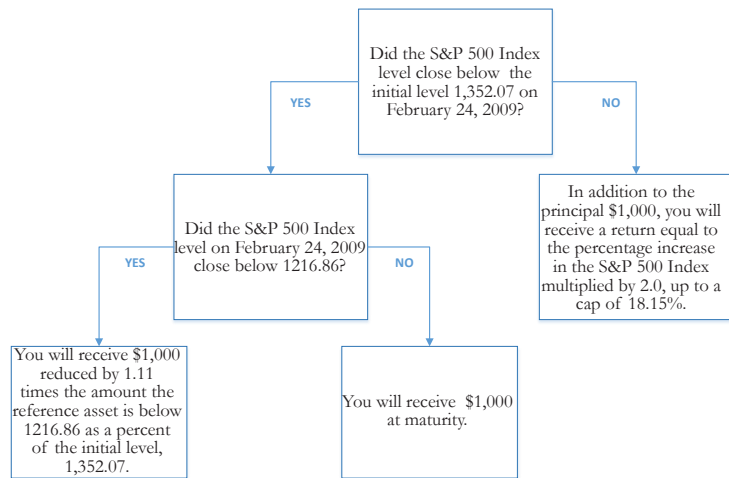 Did the S&P 500 Index
level close below the
initial level 1,352.07 on
February 24, 2009?
YES
NO
Did the S&P 500 Index
level on February 24, 2009
close below 1216.86?
In addition to the
principal $1,000, you will
receive a return equal to
the percentage increase
in the S&P 500 Index
multiplied by 2.0, up to a
cap of 18.15%.
YES
NO
You will receive $1,000
reduced by 1.11
times the amount the
reference asset is below
1216.86 as a percent
of the initial level,
1,352.07.
You will receive $1,000
at maturity.